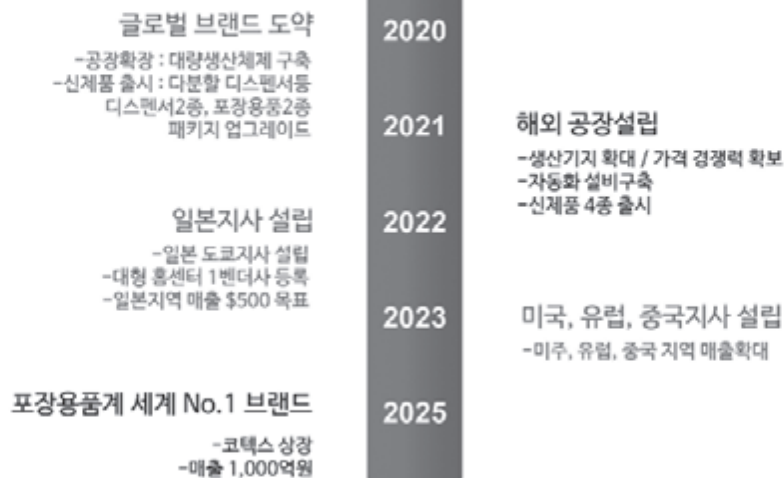 글로벌 브랜드 도약
2020
-공장확장 : 대량생산체제 구축
-신제품 출시 : 다분할 디스펜서등
디스펜서2종, 포장용품2종
패키지 업그레이드
2021
해외 공장설립
-생산기지 확대 / 가격 경쟁력 확보
-자동화 설비구축
-신제품 4종 출시
일본지사 설립
2022
-일본 도쿄지사 설립
-대형 홈센터 1벤더사 등록
-일본지역 매출 $500 목표
2023
미국, 유럽, 중국지사 설립
-미주, 유럽, 중국 지역 매출확대
포장용품계 세계 No.1 브랜드
2025
-코텍스 상장
-매출 1,000억원